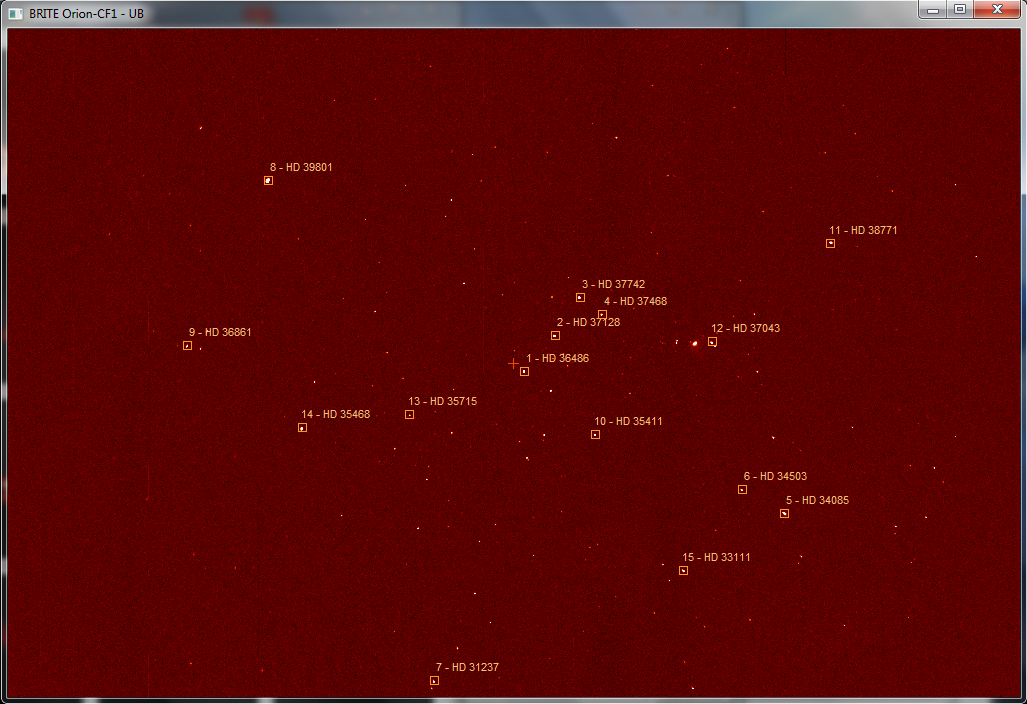 BRITE Orion-CF1 - UB
8 - HD 39801
11 - HD 38771
3 - HD 37742
4 - HD 37468
2 - HD 37128
12 - HD 37043
9 - HD 36861
1 - HD 36486
13 - HD 35715
14 - HD 35468
10 - HD 35411
6 - HD 34503
5 - HD 34085
15 - HD 33111
7 - HD 31237